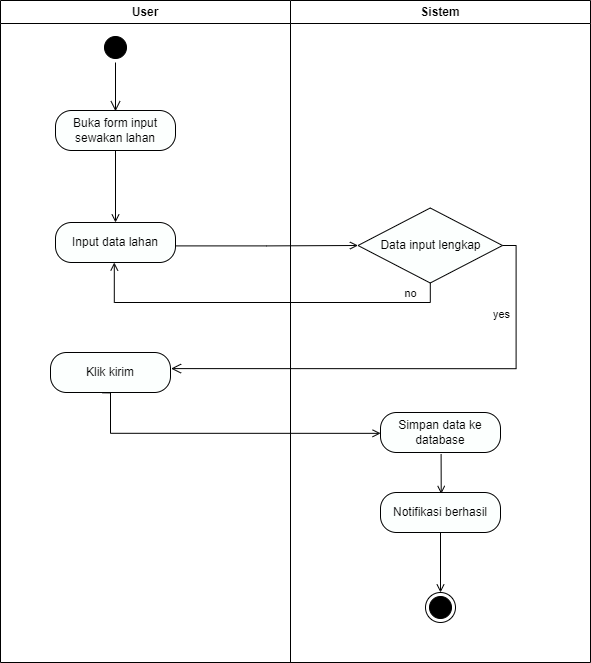 User
Sistem
Buka form input
sewakan lahan
Input data lahan
Data input lengkap
no
yes
Klik kirim
Simpan data ke
database
Notifikasi berhasil